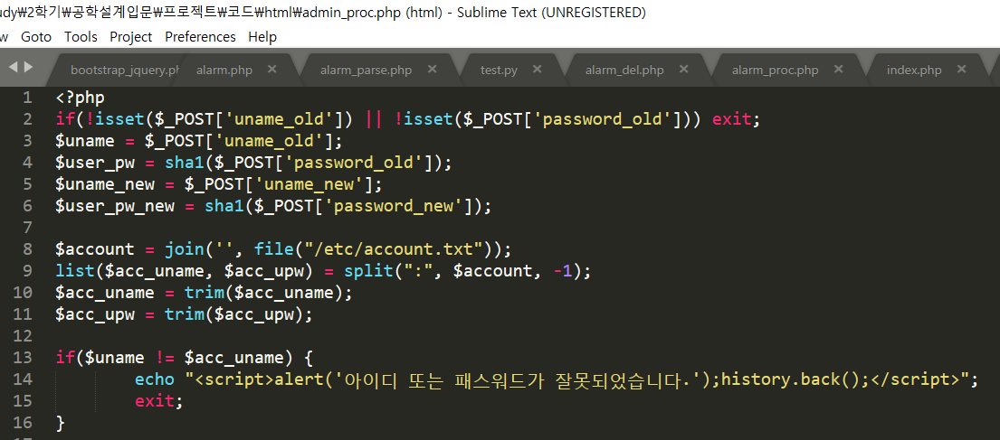 udy\2학기\공학설계입문\프로젝트\코드\html\admin_proc.php (html) - Sublime Text (UNREGISTERED)
w Goto Tools Project Preferences Help
bootstrap_jquery.ph alarm.php × alarm_parse.php × test.py × alarm_del.php × alarm_proc.php × index.php ×
1 <?php
2 if(!isset($_POST['uname_old']) || !isset($_POST['password_old'])) exit;
3 $uname = $_POST['uname_old'];
4 $user_pw = sha1($_POST['password_old']);
5 $uname_new = $_POST['uname_new'];
6 $user_pw_new = sha1($_POST['password_new']);
7
8 $account = join('', file("/etc/account.txt"));
9 list($acc_uname, $acc_upw) = split(":", $account, -1);
10 $acc_uname = trim($acc_uname);
11 $acc_upw = trim($acc_upw);
12
13 if($uname != $acc_uname) {
14 echo "<script>alert('아이디 또는 패스워드가 잘못되었습니다.');history.back();</script>";
15 exit;
16 }